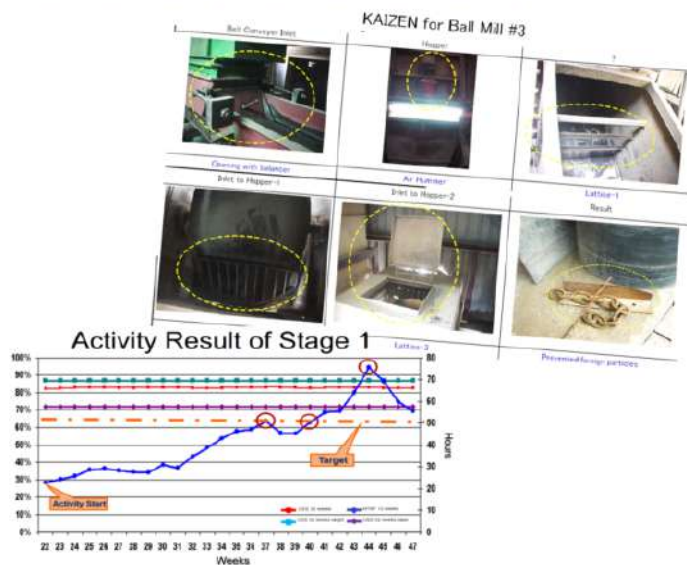 KAIZEN for Ball Mill #3
Belt Conveyor Inlet
Hopper
?
Cleaning with
Air Hammer
Lattice-1
Inlet to Hopper-1
Inlet to Hopper-2
Result
Lattice-3
Prevented foreign particles
Activity Result of Stage 1
100%
90%
80%
70%
60%
50%
40%
30%
20%
10%
0%
80
70
60
50
40
30
20
10
0
Hours
Target
Activity Start
22 23 24 25 26 27 28 29 30 31 32 33 34 35 36 37 38 39 40 41 42 43 44 45 46 47
Weeks